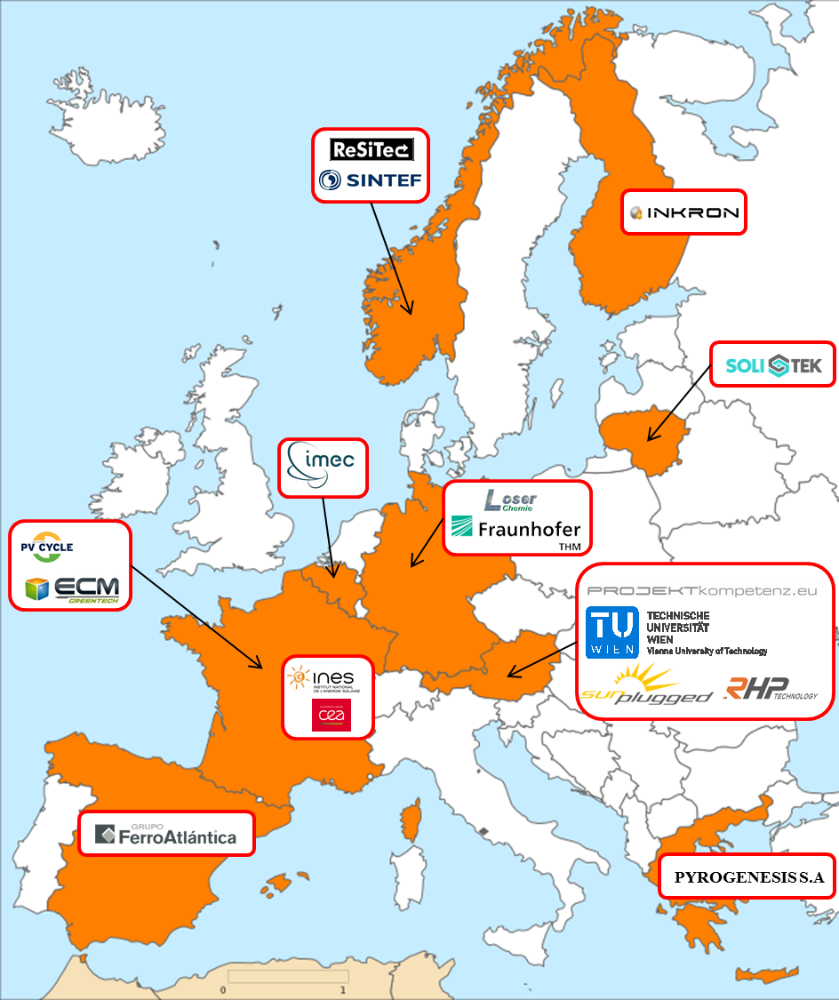 ReSiTec
SINTEF
INKRON
SOLI TEK
imec
Loser
Chemie
Fraunhofer
THM
PV CYCLE
ECM
GREENTECH
PROJEKTkompetenz.eu
TU
WIEN
TECHNISCHE
UNIVERSITÄT
WIEN
Vienna University of Technology
sunplugged
RHP
TECHNOLOGY
ines
INSTITUT NATIONAL
DE L'ENERGIE SOLAIRE
cea
GRUPO
FerroAtlántica
PYROGENESIS S.A
0 1